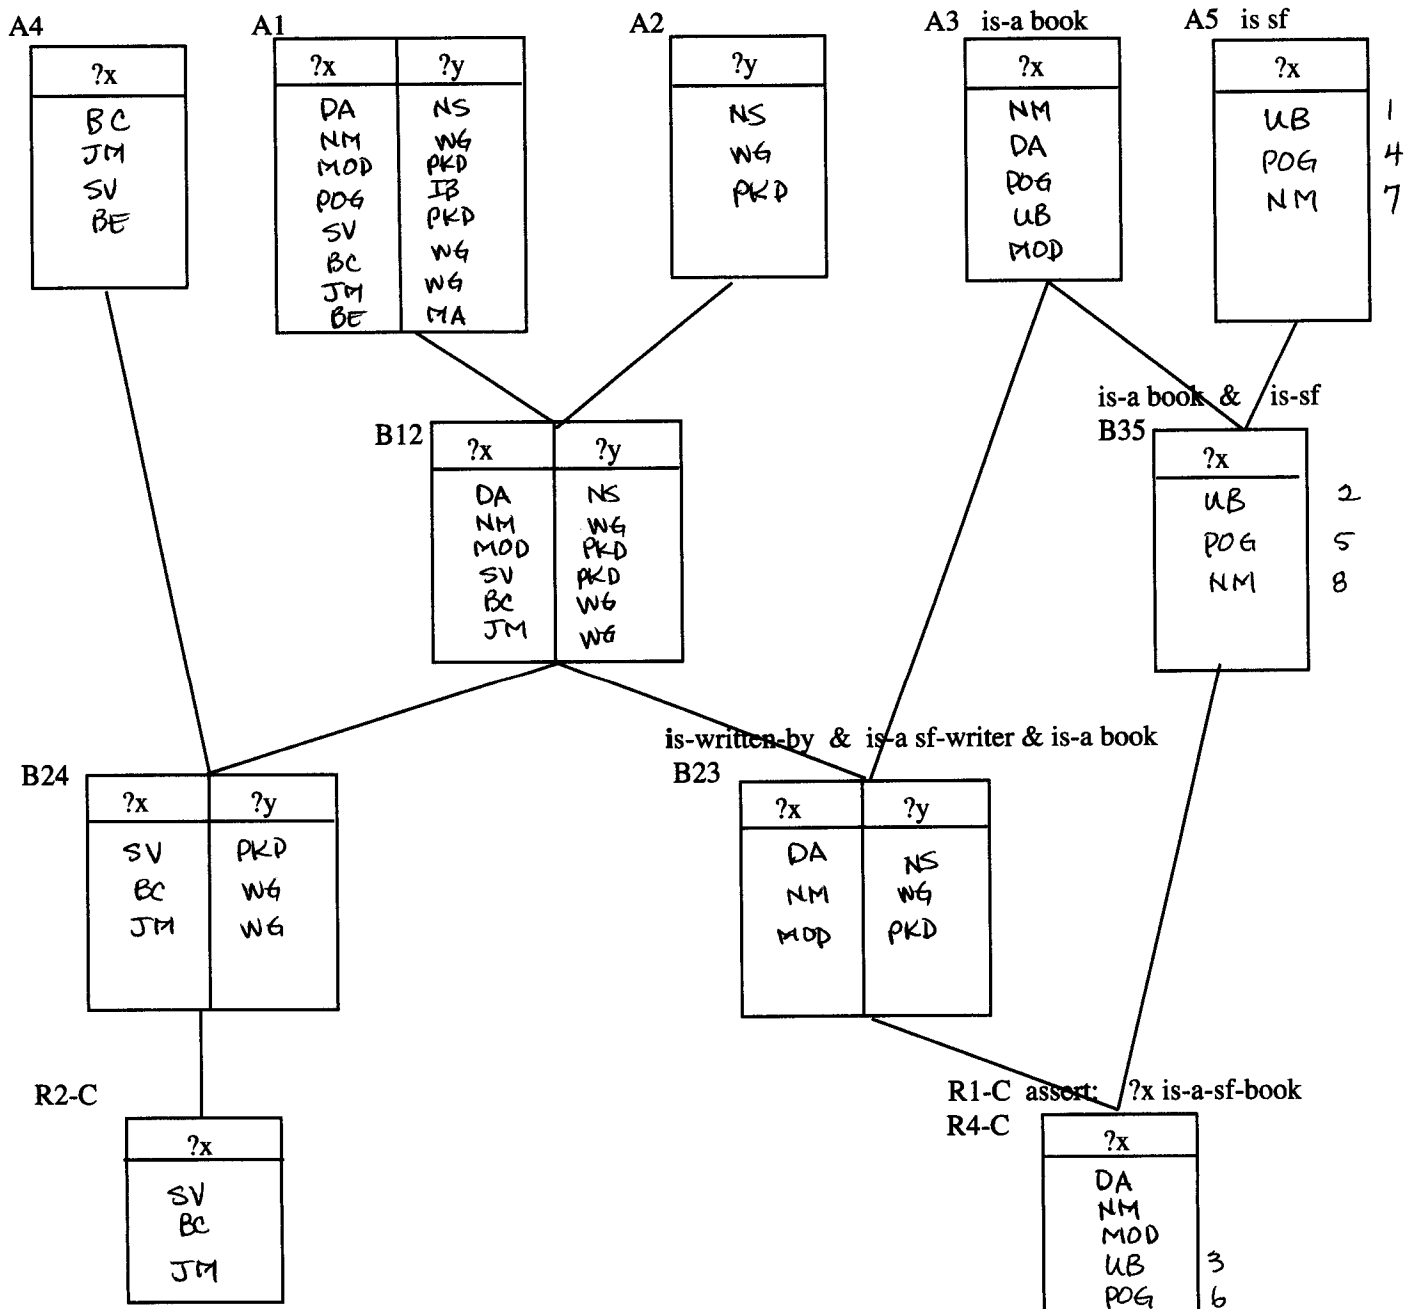 A4
?x
BC
JM
SV
BE
A1
?x ?y
DA NS
NM WG
MOD PKD
POG IB
SV PKD
BC WG
JM WG
BE MA
A2
?y
NS
WG
PKD
A3 is-a book
?x
NM
DA
POG
UB
MOD
A5 is sf
?x
UB 1
POG 4
NM 7
B12
?x ?y
DA NS
NM WG
MOD PKD
SV PKD
BC WG
JM WG
is-a book & is-sf
B35
?x
UB 2
POG 5
NM 8
B24
?x ?y
SV PKD
BC WG
JM WG
is-written-by & is-a sf-writer & is-a book
B23
?x ?y
DA NS
NM WG
MOD PKD
R2-C
?x
SV
BC
JM
R1-C assert: ?x is-a-sf-book
R4-C
?x
DA
NM
MOD
UB 3
POG 6